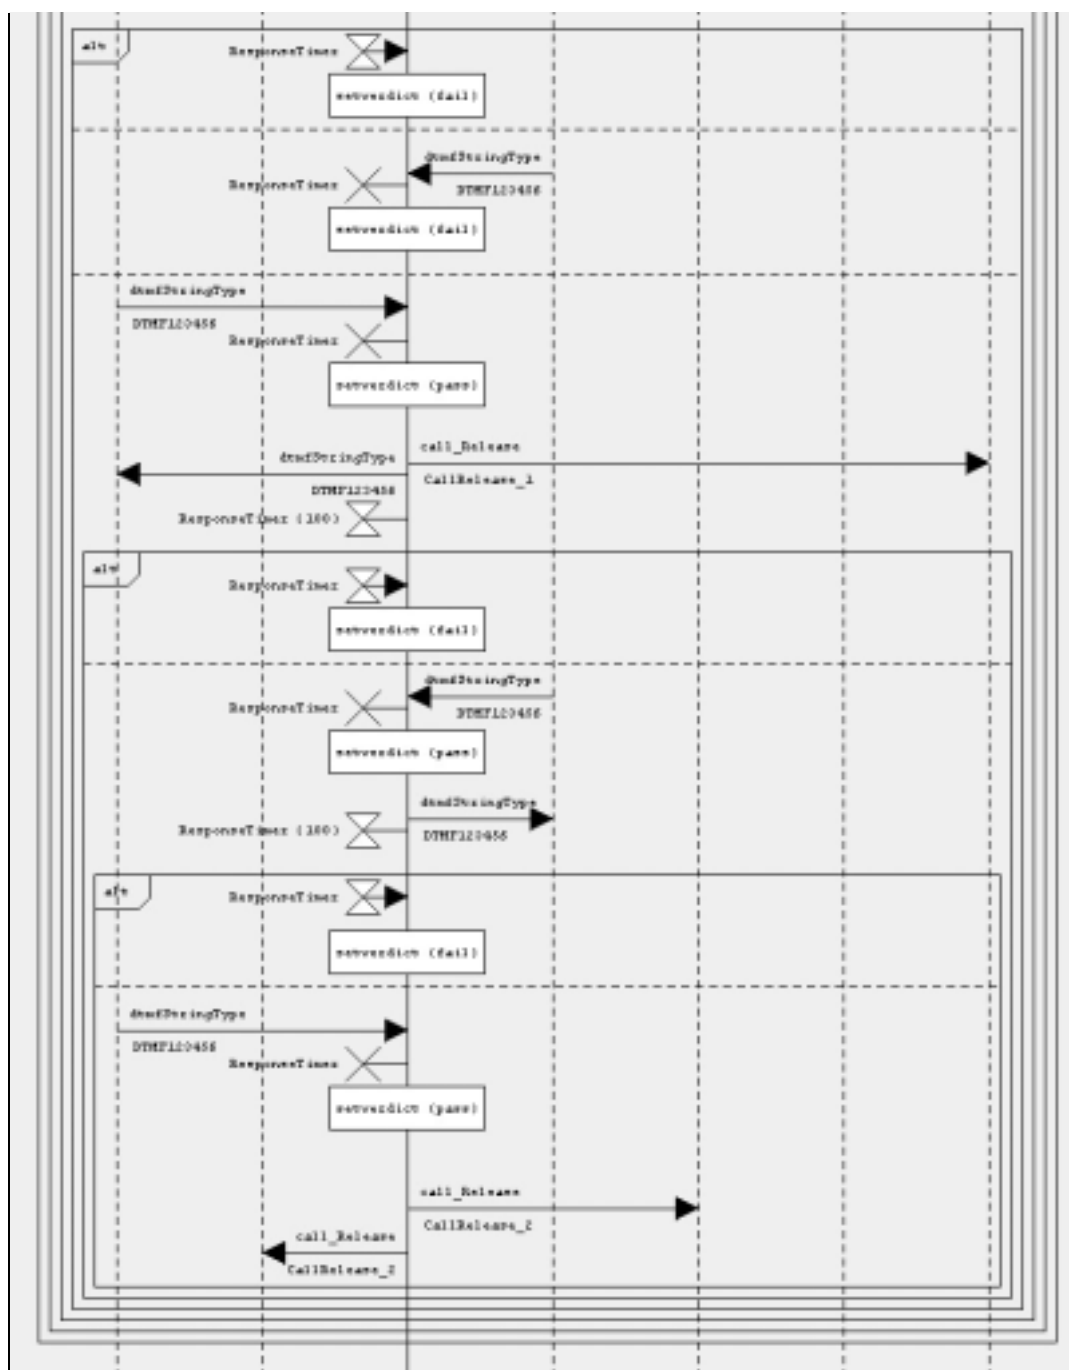 alt
ResponseTimer
setverdict (fail)
dtmfStringType
ResponseTimer
DTMF123456
setverdict (fail)
dtmfStringType
DTMF123456
ResponseTimer
setverdict (pass)
call_Release
dtmfStringType
CallRelease_1
DTMF123456
ResponseTimer (100)
alt
ResponseTimer
setverdict (fail)
dtmfStringType
ResponseTimer
DTMF123456
setverdict (pass)
dtmfStringType
ResponseTimer (100)
DTMF123456
alt
ResponseTimer
setverdict (fail)
dtmfStringType
DTMF123456
ResponseTimer
setverdict (pass)
call_Release
CallRelease_2
call_Release
CallRelease_2